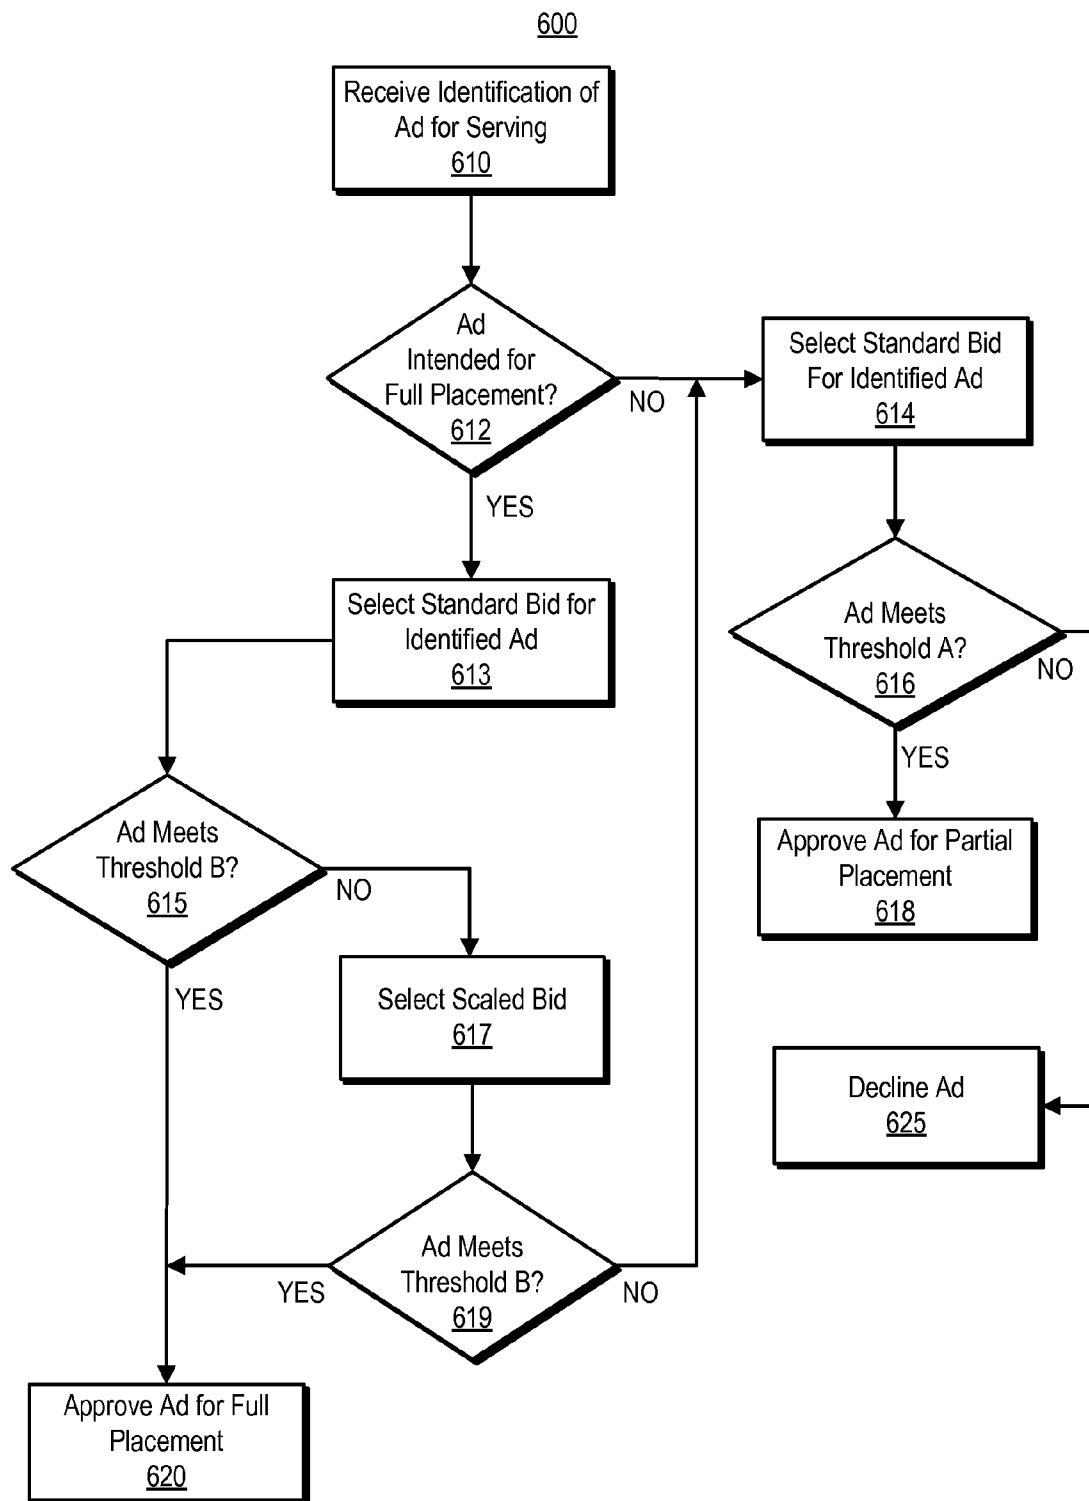 600
Receive Identification of
Ad for Serving
610
Ad
Intended for
Full Placement?
612
NO
YES
Select Standard Bid
For Identified Ad
614
Select Standard Bid for
Identified Ad
613
Ad Meets
Threshold A?
616
NO
YES
Approve Ad for Partial
Placement
618
Ad Meets
Threshold B?
615
NO
YES
Select Scaled Bid
617
Decline Ad
625
Ad Meets
Threshold B?
619
YES
NO
Approve Ad for Full
Placement
620